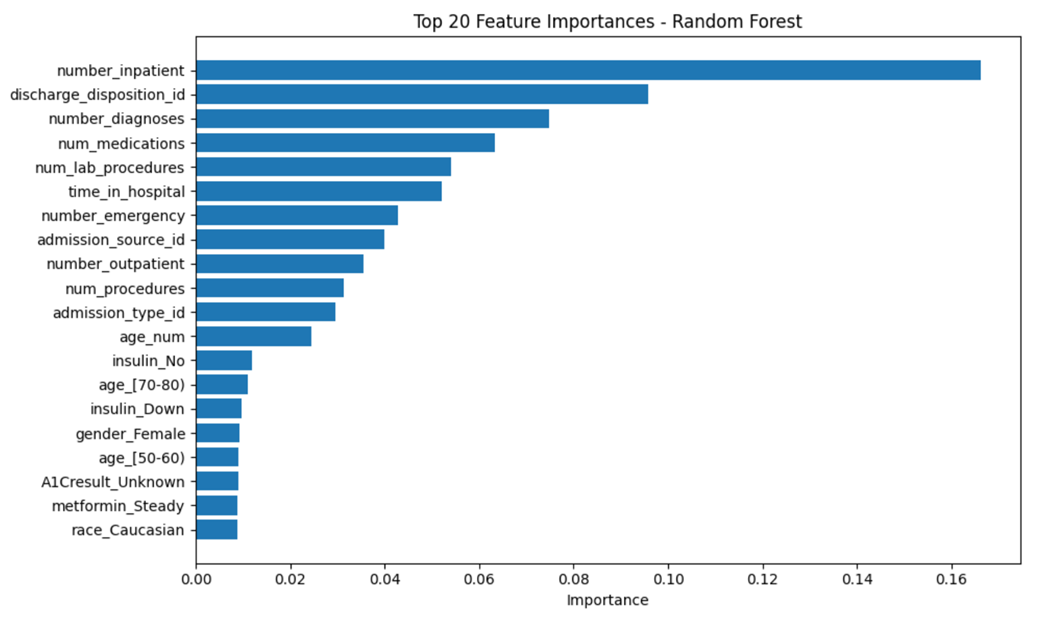 Top 20 Feature Importances - Random Forest
number_inpatient
discharge_disposition_id
number_diagnoses
num_medications
num_lab_procedures
time_in_hospital
number_emergency
admission_source_id
number_outpatient
num_procedures
admission_type_id
age_num
insulin_No
age_[70-80)
insulin_Down
gender_Female
age_[50-60)
A1Cresult_Unknown
metformin_Steady
race_Caucasian
0.00 0.02 0.04 0.06 0.08 0.10 0.12 0.14 0.16
Importance